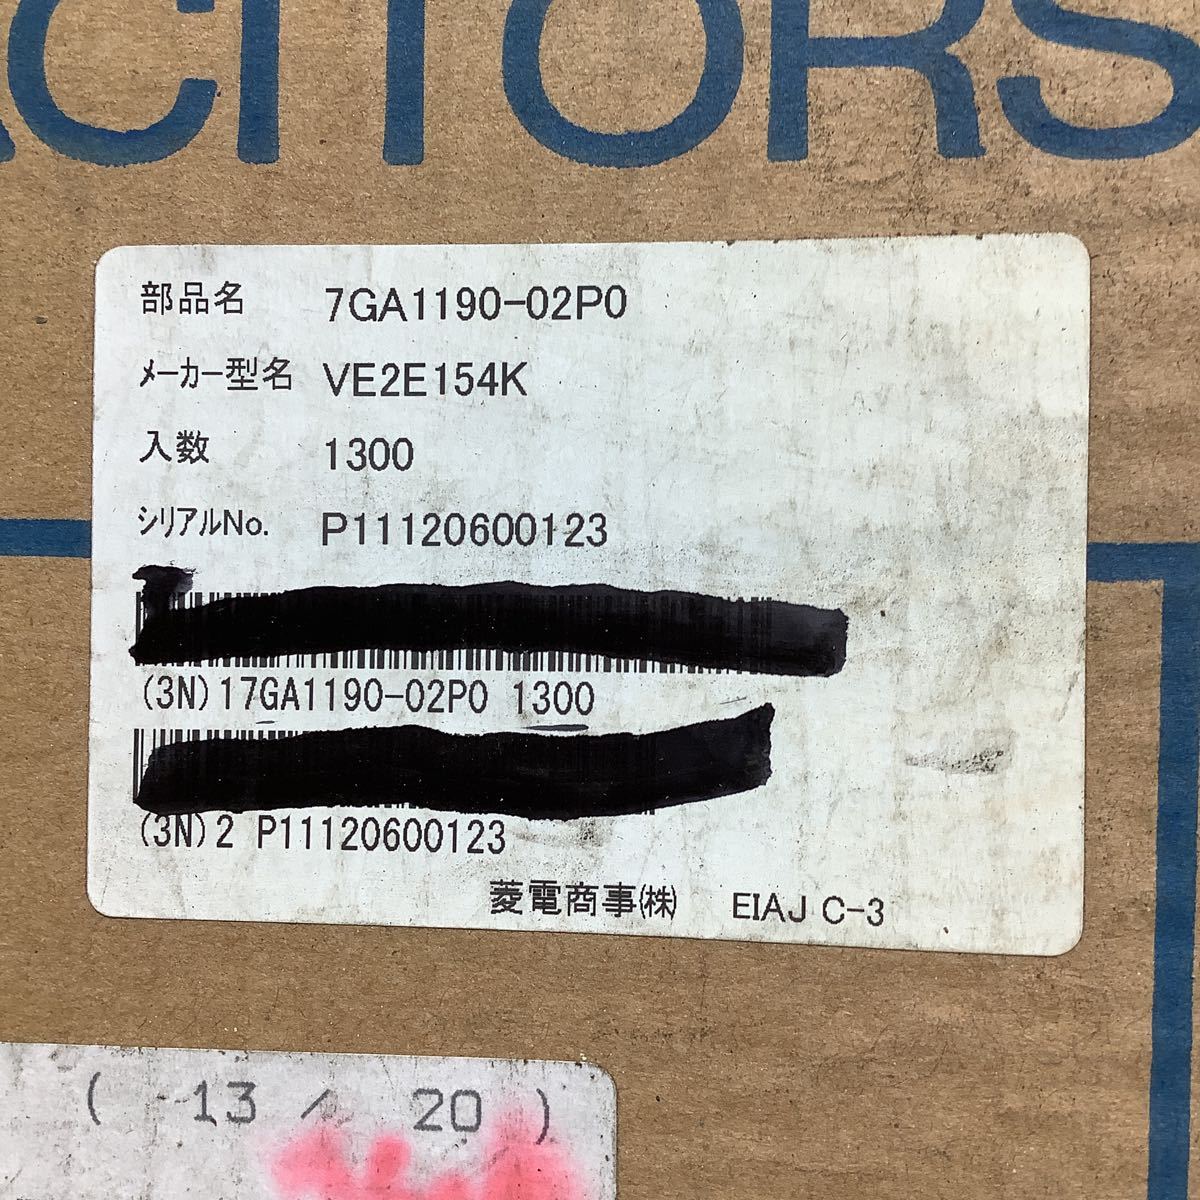 ACITORS
部品名 7GA1190-02P0
メーカー型名 VE2E154K
入数 1300
シリアルNo. P11120600123
(3N)17GA1190-02P0 1300
(3N)2 P11120600123
菱電商事㈱ EIAJ C-3
( 13 / 20 )